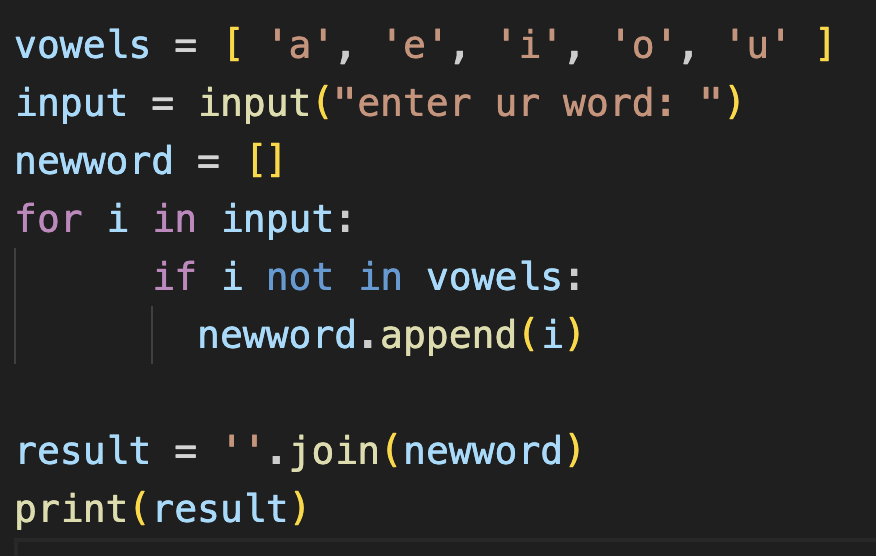 vowels = [ 'a', 'e', 'i', 'o', 'u' ]
input = input("enter ur word: ")
newword = []
for i in input:
      if i not in vowels:
        newword.append(i)

result = ''.join(newword)
print(result)